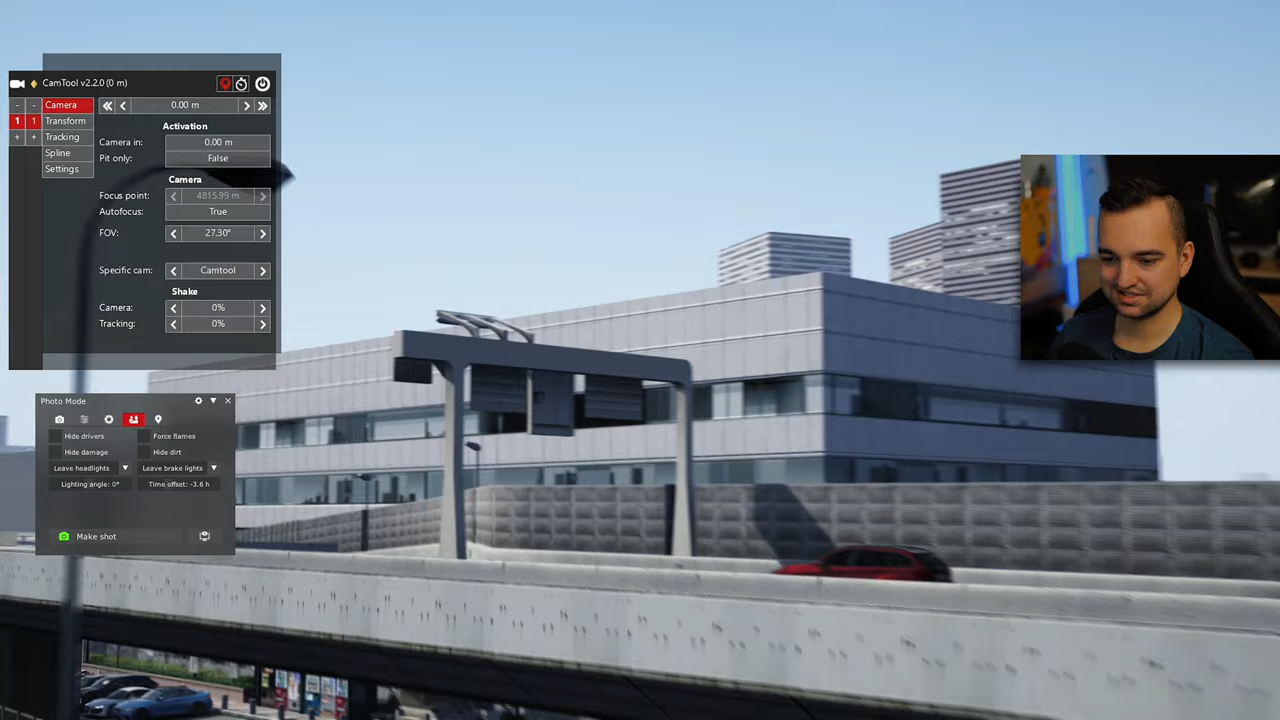 CamTool v2.2.0 (0 m)
- - Camera 0.00 m
1 1 Transform
Activation
+ + Tracking
Camera in: 0.00 m
Spline
Pit only: False
Settings
Camera
Focus point: 4815.99 m
Autofocus: True
FOV: 27.30°
Specific cam: Camtool
Shake
Camera: 0%
Tracking: 0%
Photo Mode
Hide drivers Force flames
Hide damage Hide dirt
Leave headlights Leave brake lights
Lighting angle: 0° Time offset: -3.6 h
Make shot